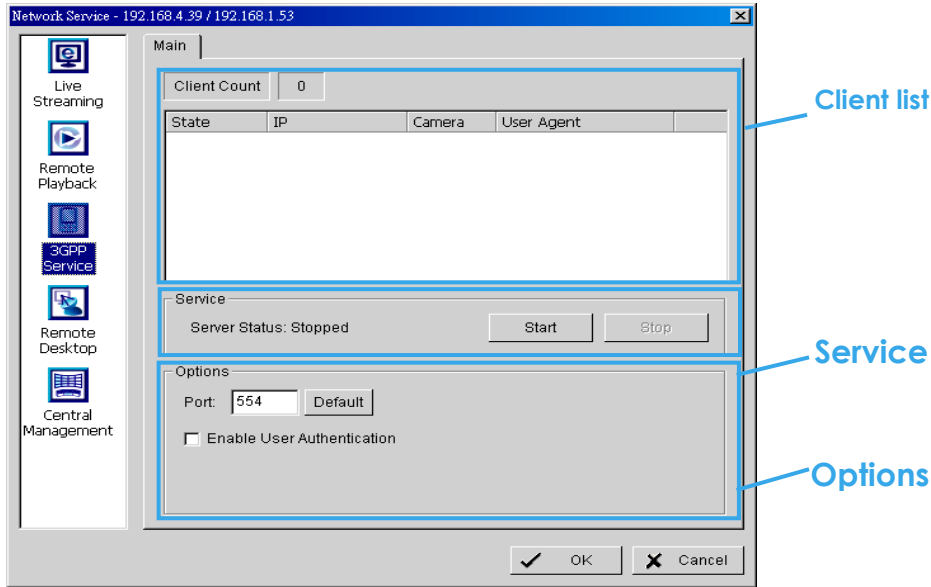 Network Service - 192.168.4.39 / 192.168.1.53
Live
Streaming
Remote
Playback
3GPP
Service
Remote
Desktop
Central
Management
Main
Client Count 0
State IP Camera User Agent
Service
Server Status: Stopped Start Stop
Options
Port: 554 Default
Enable User Authentication
OK Cancel
Client list
Service
Options